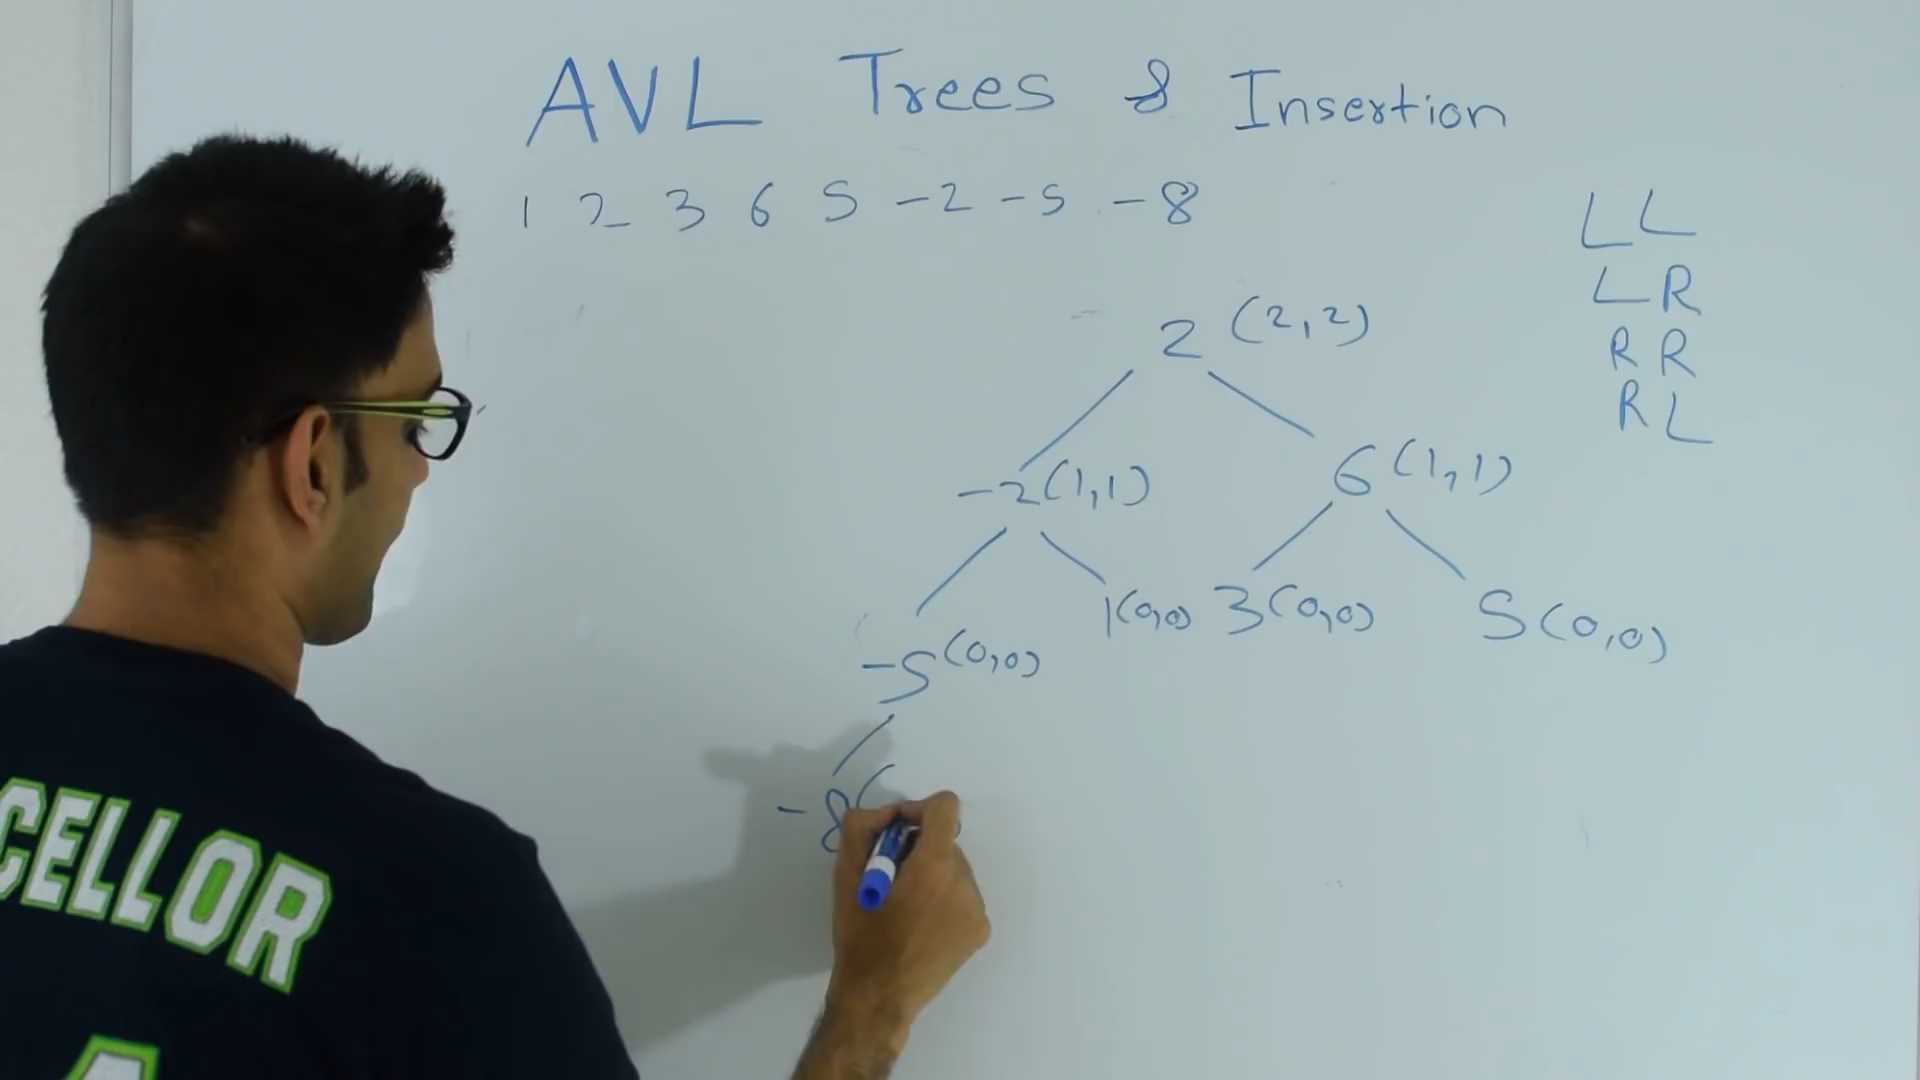 AVL Trees & Insertion
1 2 3 6 5 -2 -5 -8
LL
LR
RR
RL
2 (2,2)
-2(1,1) 6(1,1)
-5(0,0) 1(0,0) 3(0,0) 5(0,0)
-8(
CELLOR